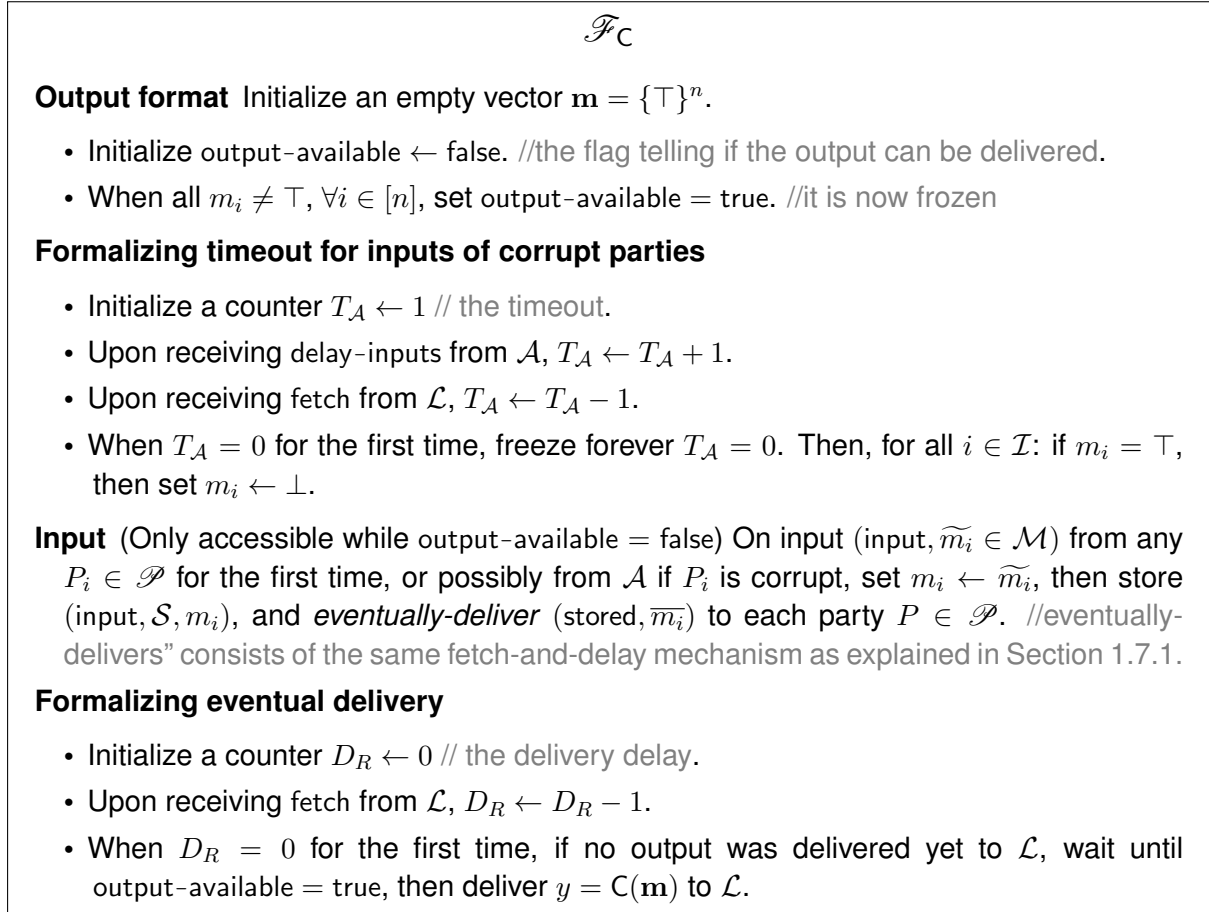 ℱ_C
Output format Initialize an empty vector m = {⊤}^n.
• Initialize output-available ← false. //the flag telling if the output can be delivered.
• When all m_i ≠ ⊤, ∀i ∈ [n], set output-available = true. //it is now frozen
Formalizing timeout for inputs of corrupt parties
• Initialize a counter T_𝒜 ← 1 // the timeout.
• Upon receiving delay-inputs from 𝒜, T_𝒜 ← T_𝒜 + 1.
• Upon receiving fetch from ℒ, T_𝒜 ← T_𝒜 − 1.
• When T_𝒜 = 0 for the first time, freeze forever T_𝒜 = 0. Then, for all i ∈ ℐ: if m_i = ⊤,
then set m_i ← ⊥.
Input (Only accessible while output-available = false) On input (input, m̃_i ∈ ℳ) from any
P_i ∈ 𝒫 for the first time, or possibly from 𝒜 if P_i is corrupt, set m_i ← m̃_i, then store
(input, 𝒮, m_i), and eventually-deliver (stored, m̅_i) to each party P ∈ 𝒫. //eventually-
delivers” consists of the same fetch-and-delay mechanism as explained in Section 1.7.1.
Formalizing eventual delivery
• Initialize a counter D_R ← 0 // the delivery delay.
• Upon receiving fetch from ℒ, D_R ← D_R − 1.
• When D_R = 0 for the first time, if no output was delivered yet to ℒ, wait until
output-available = true, then deliver y = C(m) to ℒ.